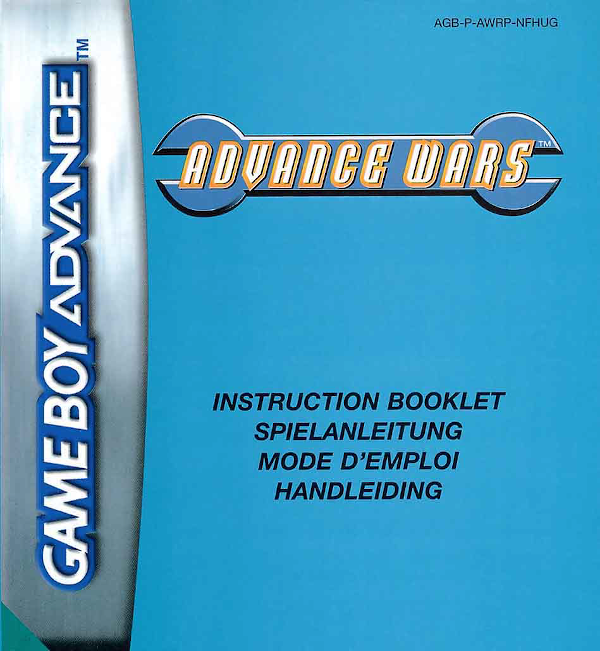 AGB-P-AWRP-NFHUG
GAME BOY ADVANCE™
ADVANCE WARS™
INSTRUCTION BOOKLET
SPIELANLEITUNG
MODE D'EMPLOI
HANDLEIDING